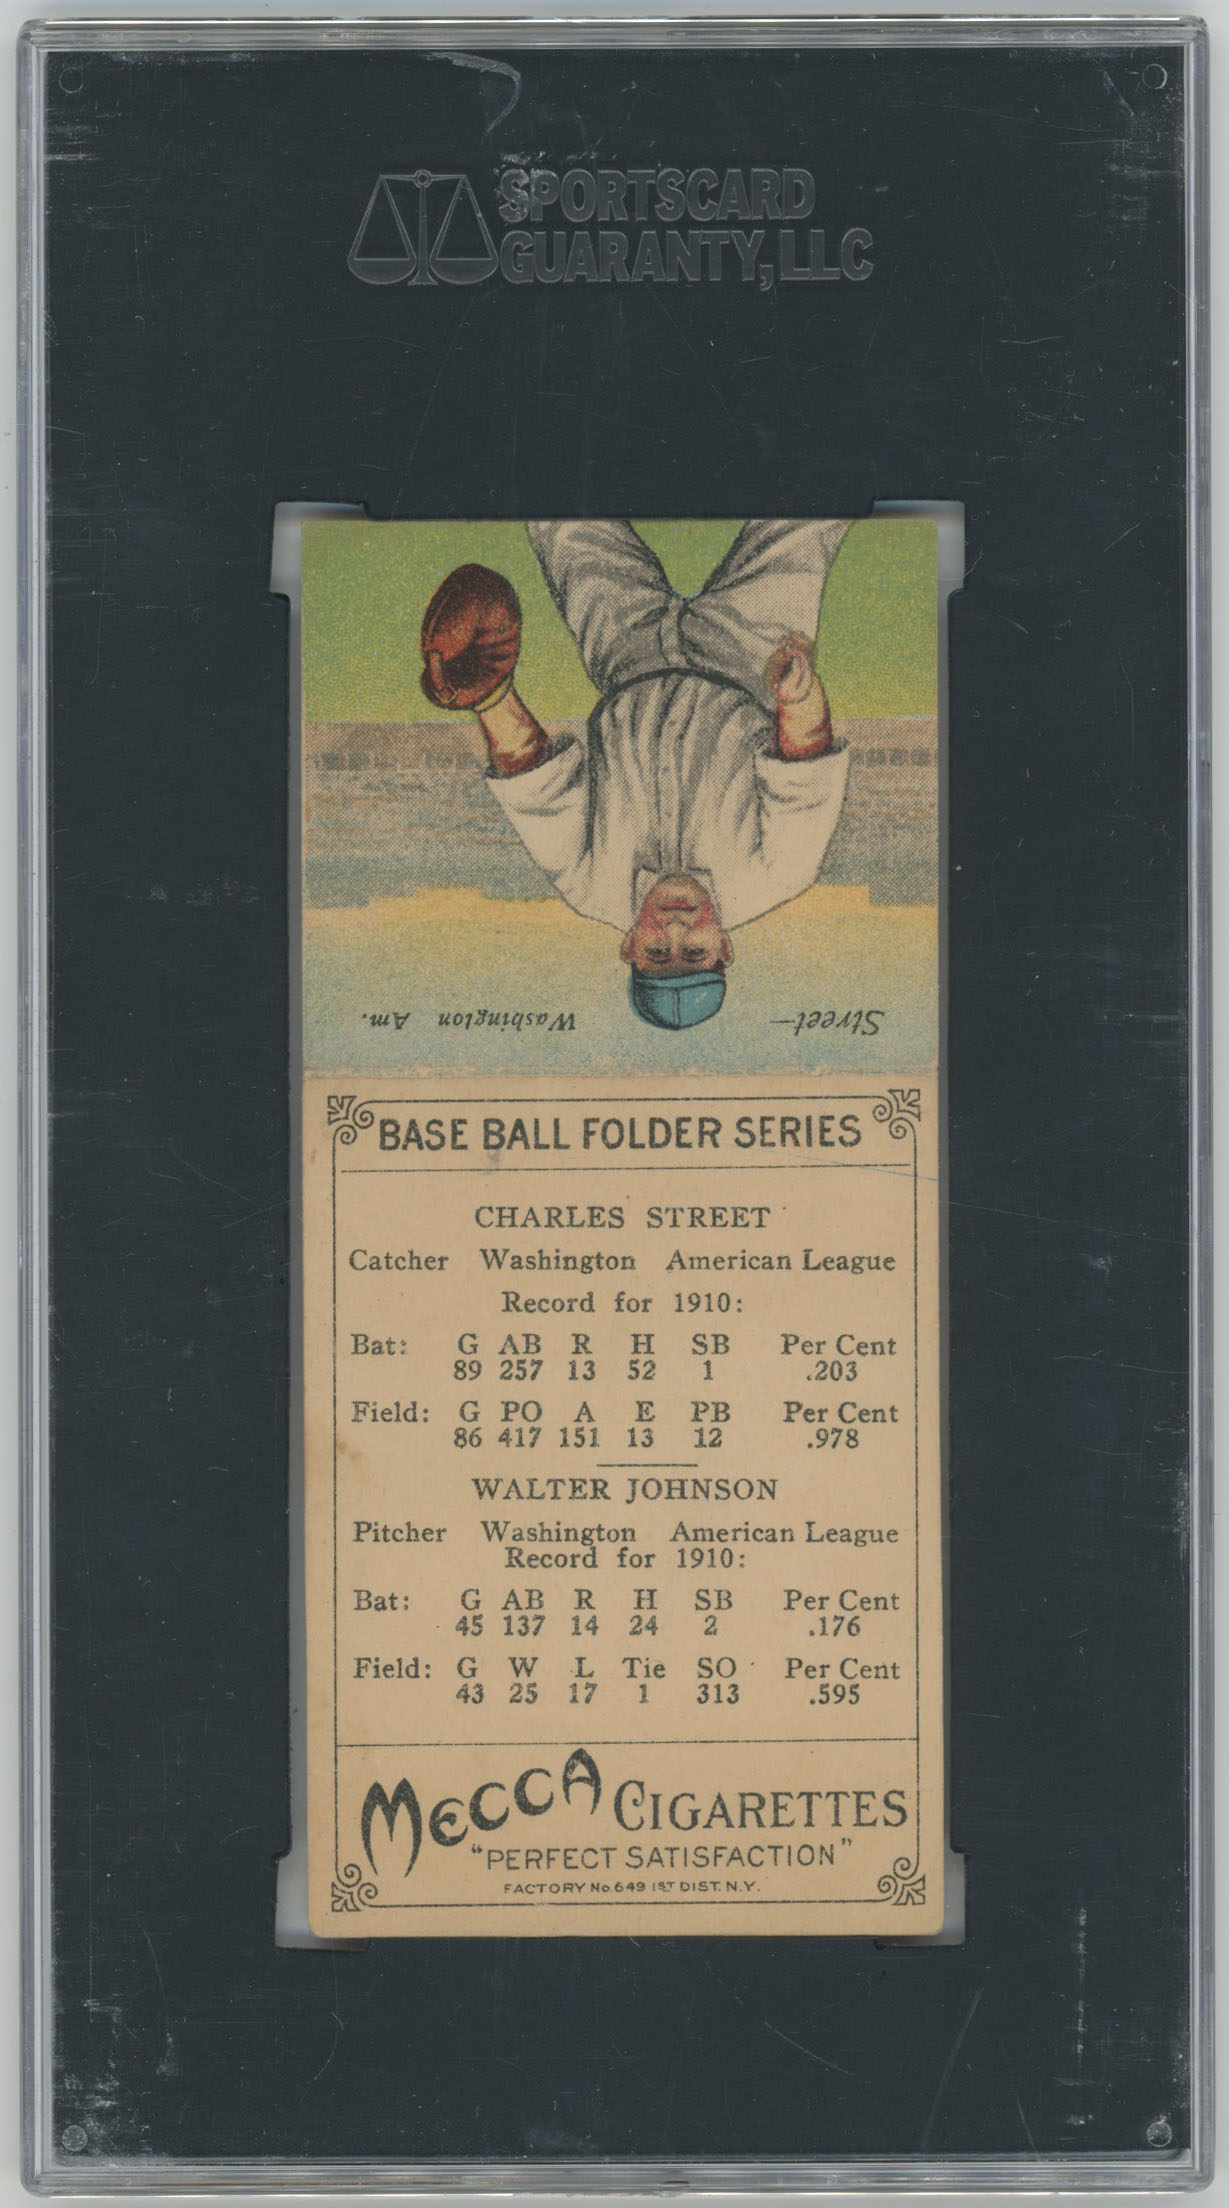 SPORTSCARD
GUARANTY, LLC
Street—
Washington Am.
BASE BALL FOLDER SERIES
CHARLES STREET
Catcher Washington American League
Record for 1910:
Bat: G AB R H SB Per Cent
89 257 13 52 1 .203
Field: G PO A E PB Per Cent
86 417 151 13 12 .978
WALTER JOHNSON
Pitcher Washington American League
Record for 1910:
Bat: G AB R H SB Per Cent
45 137 14 24 2 .176
Field: G W L Tie SO Per Cent
43 25 17 1 313 .595
MECCA CIGARETTES
"PERFECT SATISFACTION"
FACTORY No. 649 1ST DIST. N.Y.